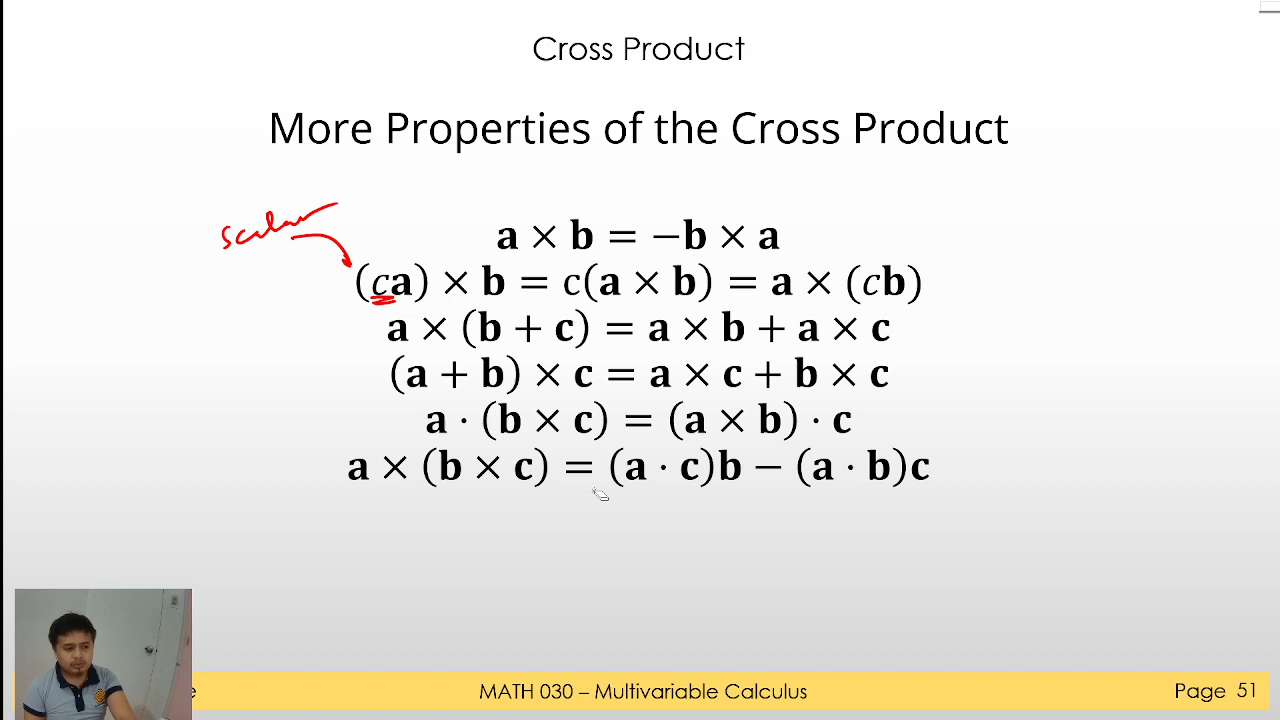 Cross Product
More Properties of the Cross Product
scalar
𝐚 × 𝐛 = −𝐛 × 𝐚
(𝑐𝐚) × 𝐛 = c(𝐚 × 𝐛) = 𝐚 × (𝑐𝐛)
𝐚 × (𝐛 + 𝐜) = 𝐚 × 𝐛 + 𝐚 × 𝐜
(𝐚 + 𝐛) × 𝐜 = 𝐚 × 𝐜 + 𝐛 × 𝐜
𝐚 · (𝐛 × 𝐜) = (𝐚 × 𝐛) · 𝐜
𝐚 × (𝐛 × 𝐜) = (𝐚 · 𝐜)𝐛 − (𝐚 · 𝐛)𝐜
MATH 030 – Multivariable Calculus
Page 51